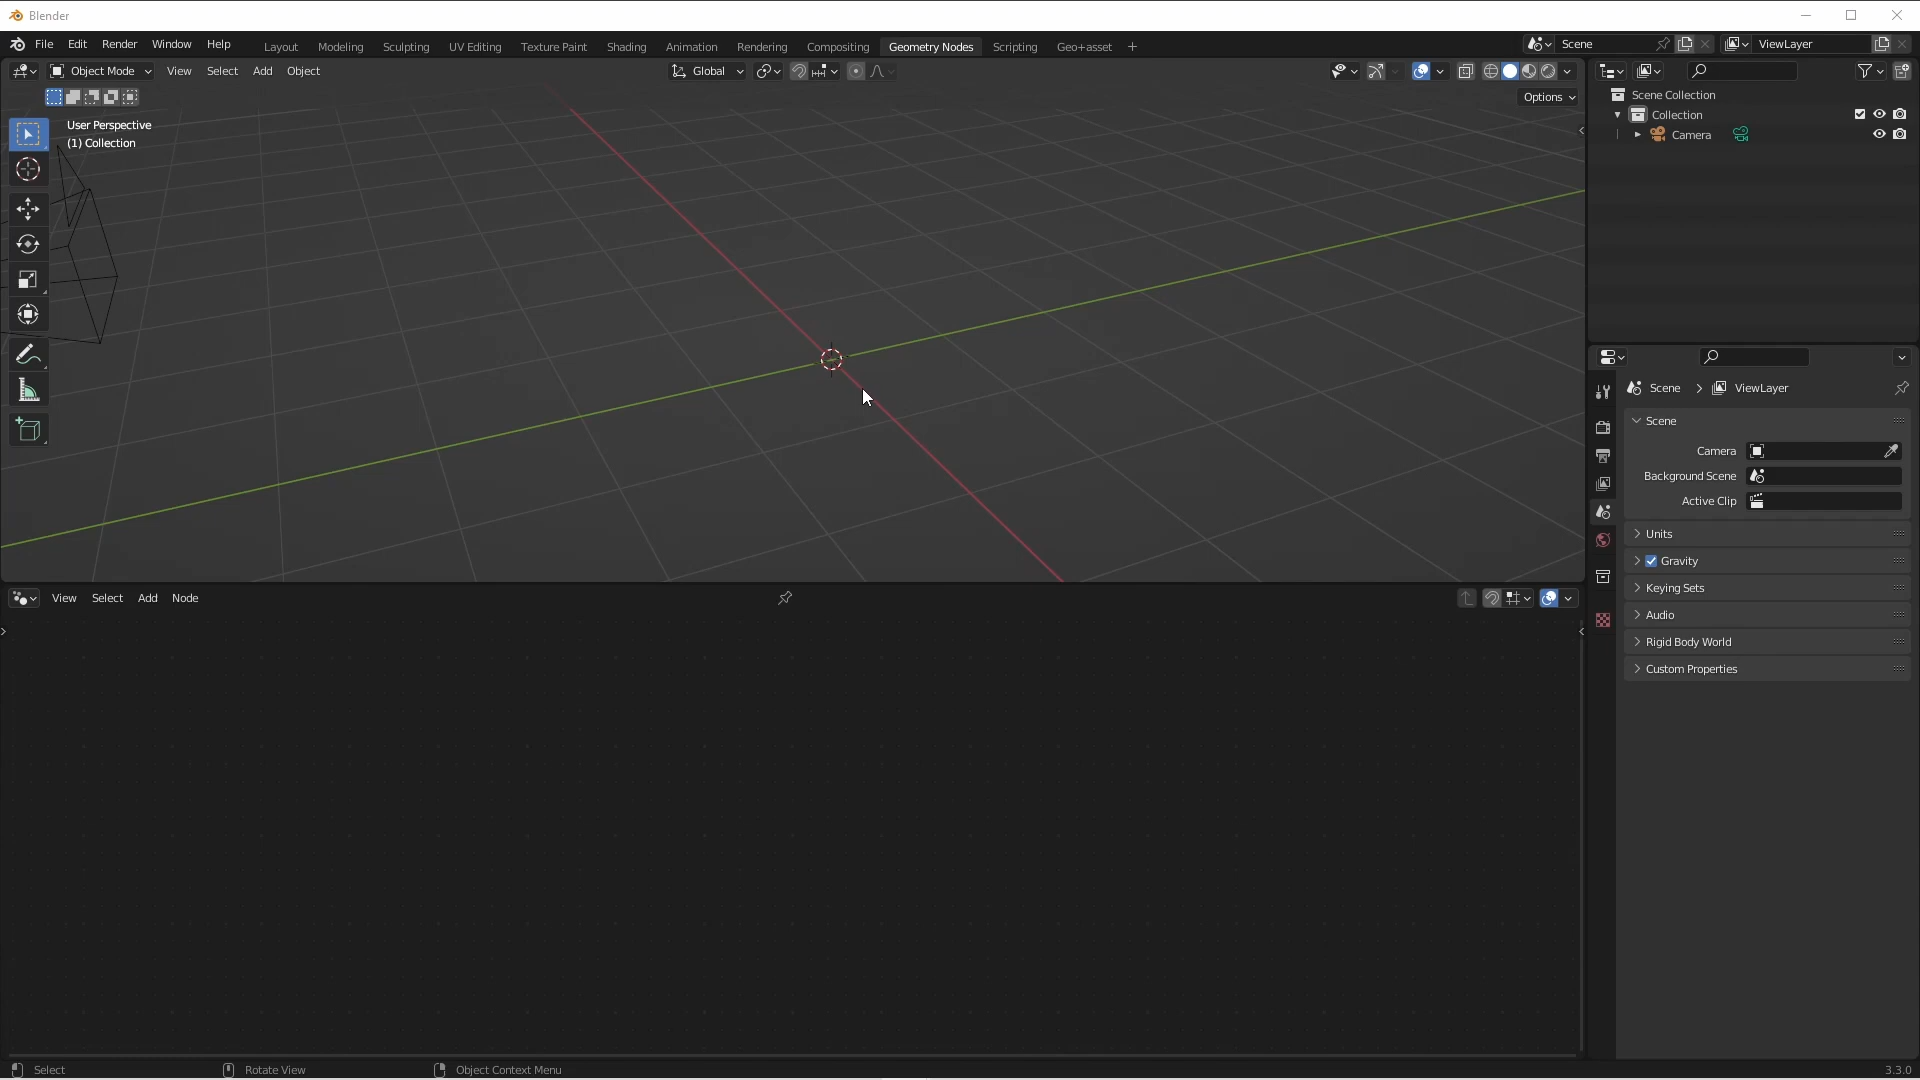 Blender
File Edit Render Window Help Layout Modeling Sculpting UV Editing Texture Paint Shading Animation Rendering Compositing Geometry Nodes Scripting Geo+asset + Scene ViewLayer
Object Mode View Select Add Object Global
Options
User Perspective
(1) Collection
Scene Collection
Collection
Camera
Scene > ViewLayer
Scene
Camera
Background Scene
Active Clip
Units
Gravity
Keying Sets
Audio
Rigid Body World
Custom Properties
View Select Add Node
Select Rotate View Object Context Menu 3.3.0